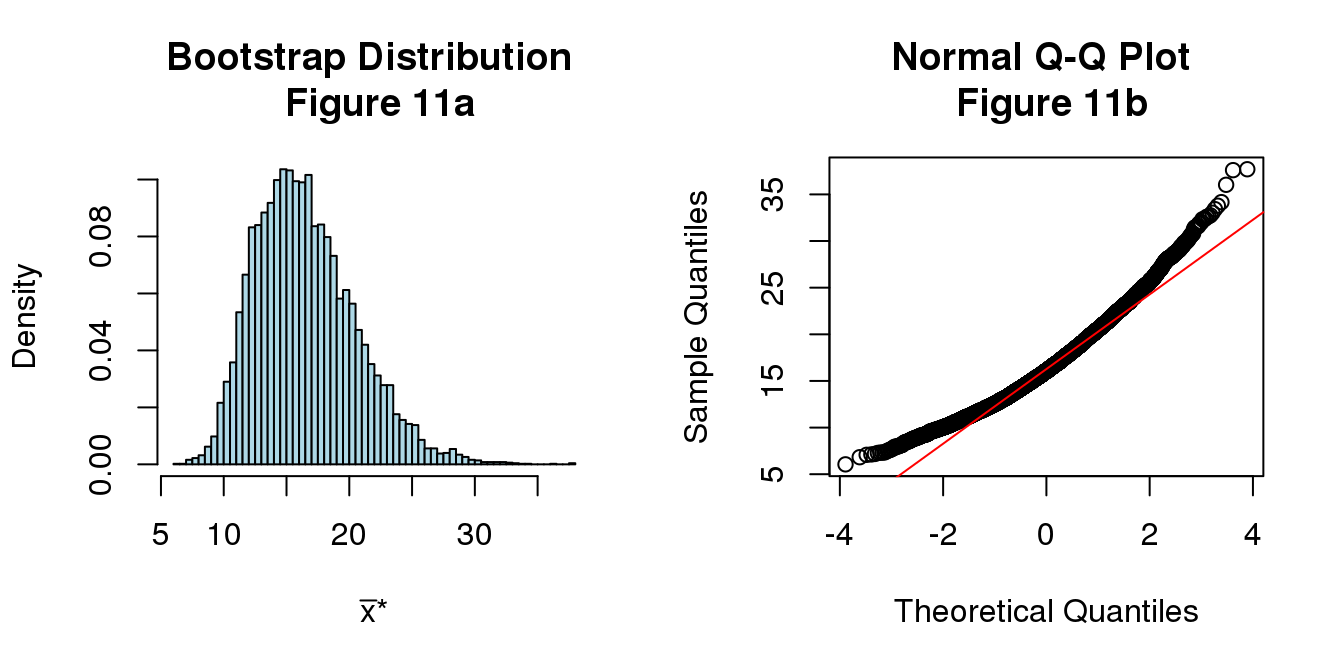 Bootstrap Distribution
Figure 11a
Density
0.00 0.04 0.08
5 10 20 30
x̅*
Normal Q-Q Plot
Figure 11b
Sample Quantiles
5 15 25 35
-4 -2 0 2 4
Theoretical Quantiles